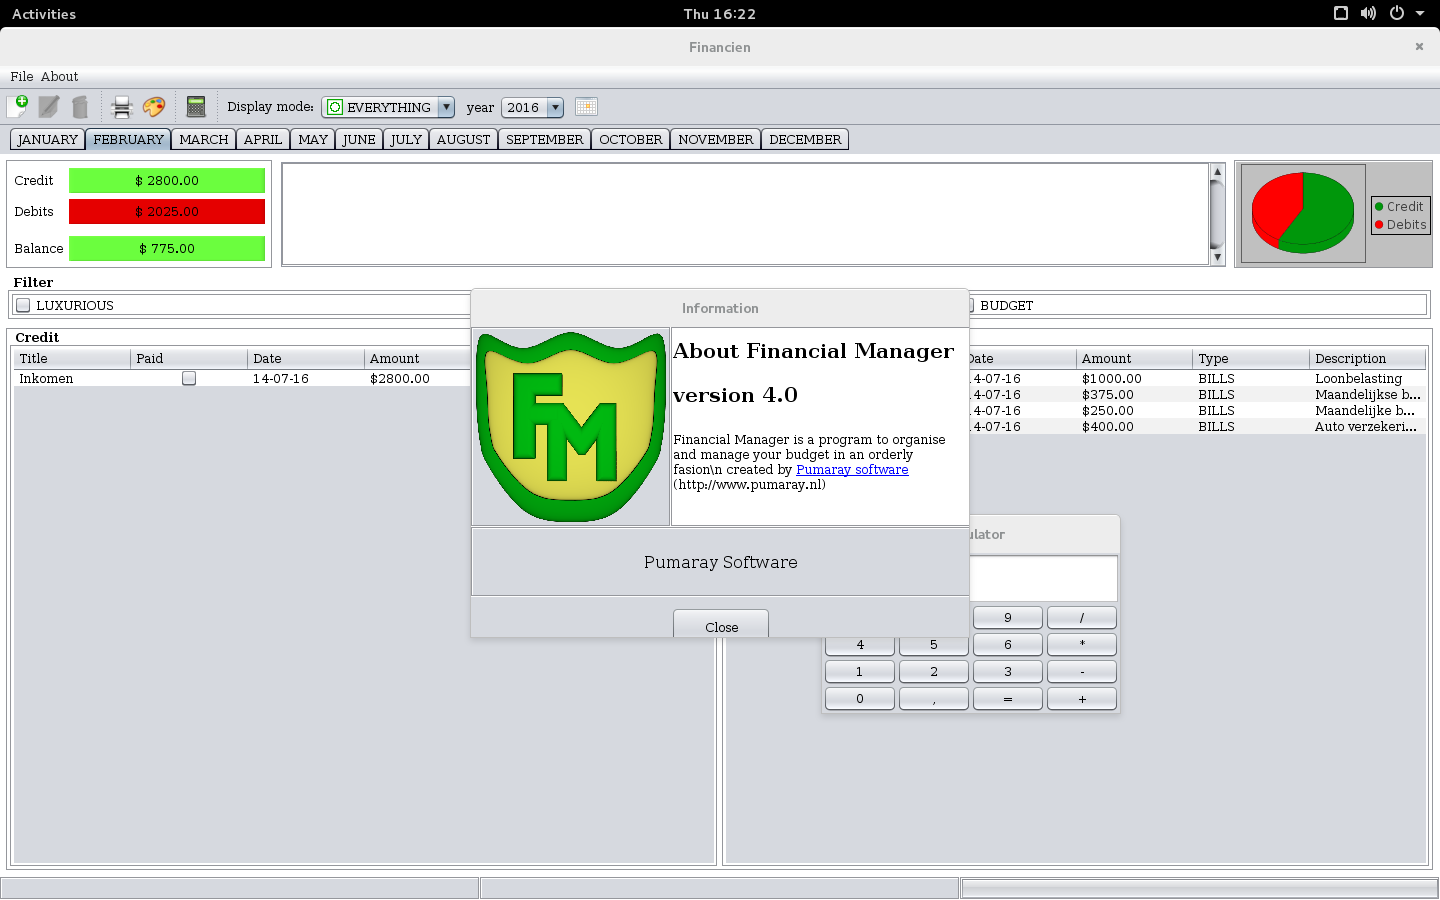 Activities
Thu 16:22
Financien
File About
Display mode: EVERYTHING year 2016
JANUARY FEBRUARY MARCH APRIL MAY JUNE JULY AUGUST SEPTEMBER OCTOBER NOVEMBER DECEMBER
Credit $ 2800.00
Debits $ 2025.00
Balance $ 775.00
Credit
Debits
Filter
LUXURIOUS
BUDGET
Credit
Title Paid Date Amount
Inkomen 14-07-16 $2800.00
Date Amount Type Description
4-07-16 $1000.00 BILLS Loonbelasting
4-07-16 $375.00 BILLS Maandelijkse b...
4-07-16 $250.00 BILLS Maandelijke b...
4-07-16 $400.00 BILLS Auto verzekeri...
Information
FM
About Financial Manager
version 4.0
Financial Manager is a program to organise
and manage your budget in an orderly
fasion\n created by Pumaray software
(http://www.pumaray.nl)
Pumaray Software
Close
ulator
9 /
4 5 6 *
1 2 3 -
0 , = +